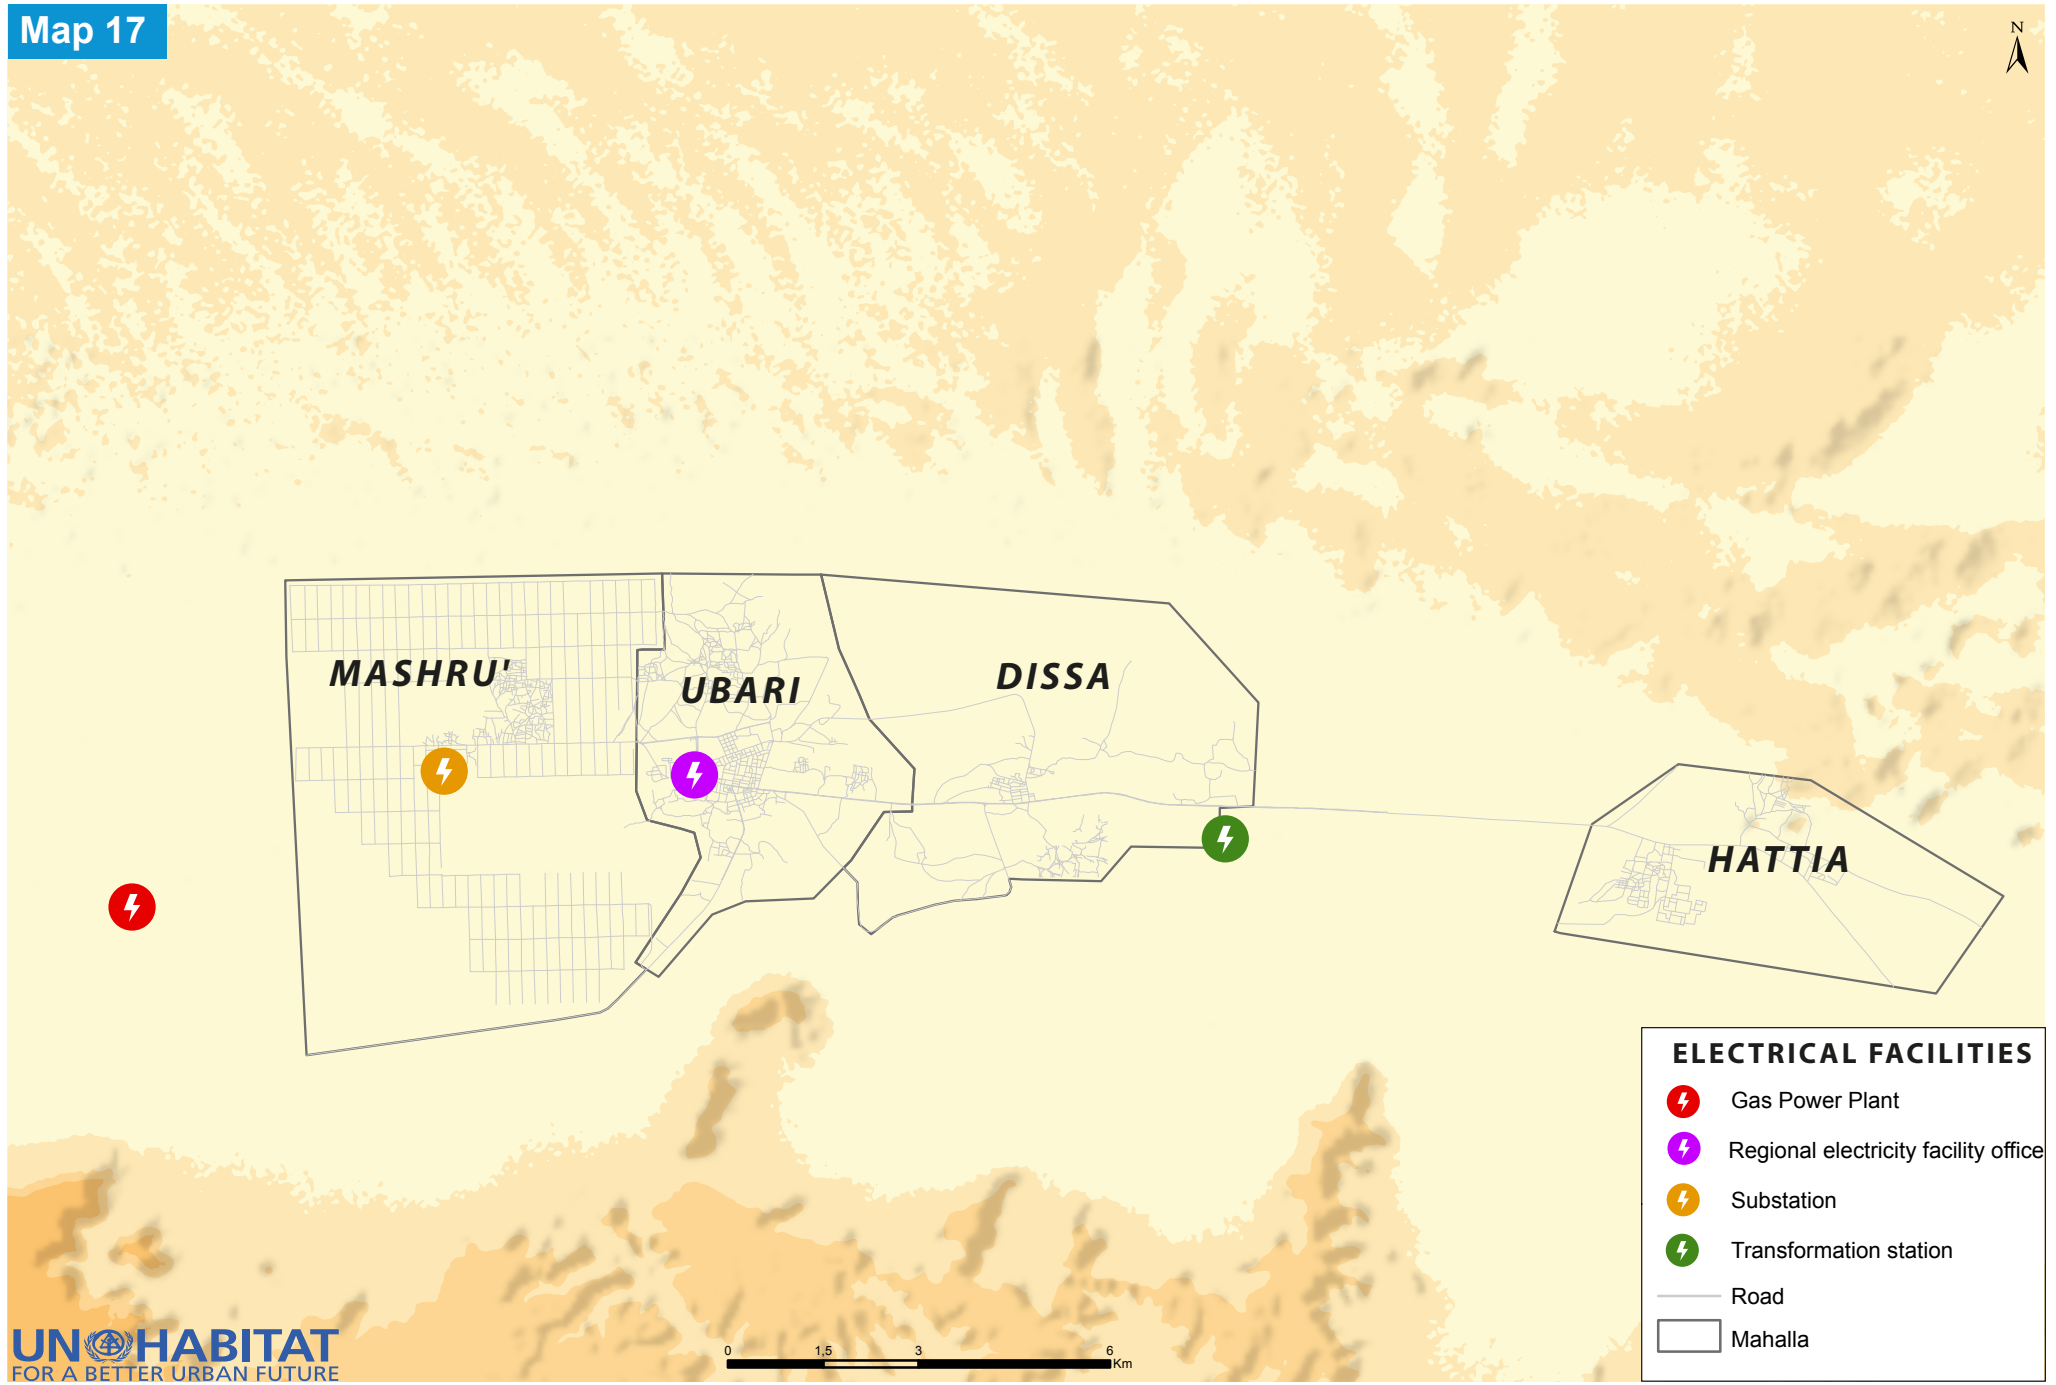 Map 17
N
MASHRU'
UBARI
DISSA
HATTIA
ELECTRICAL FACILITIES
Gas Power Plant
Regional electricity facility office
Substation
Transformation station
Road
Mahalla
UN HABITAT
FOR A BETTER URBAN FUTURE
0 1,5 3 6
Km